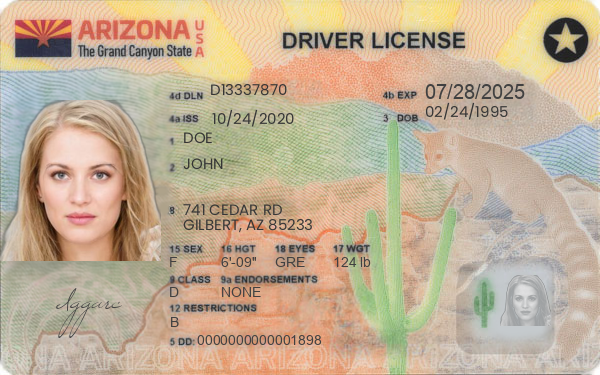 ARIZONA USA
The Grand Canyon State
DRIVER LICENSE
4d DLN D13337870
4b EXP 07/28/2025
4a ISS 10/24/2020
3 DOB 02/24/1995
1 DOE
2 JOHN
8 741 CEDAR RD
GILBERT, AZ 85233
15 SEX 16 HGT 18 EYES 17 WGT
F 6'-09" GRE 124 lb
9 CLASS 9a ENDORSEMENTS
D NONE
12 RESTRICTIONS
B
5 DD: 0000000000001898
ARIZONA ARIZONA ARIZONA ARIZONA